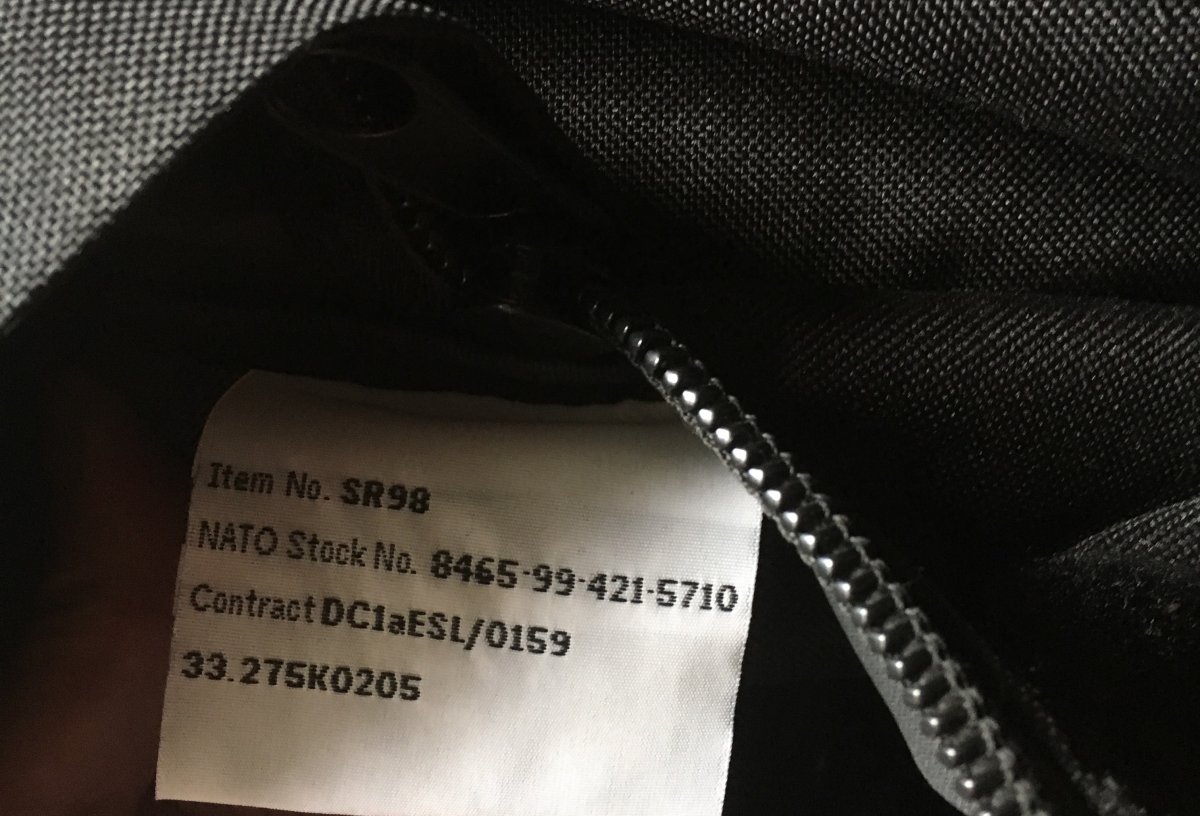 Item No. SR98
NATO Stock No. 8465-99-421-5710
Contract DC1aESL/0159
33.275K0205